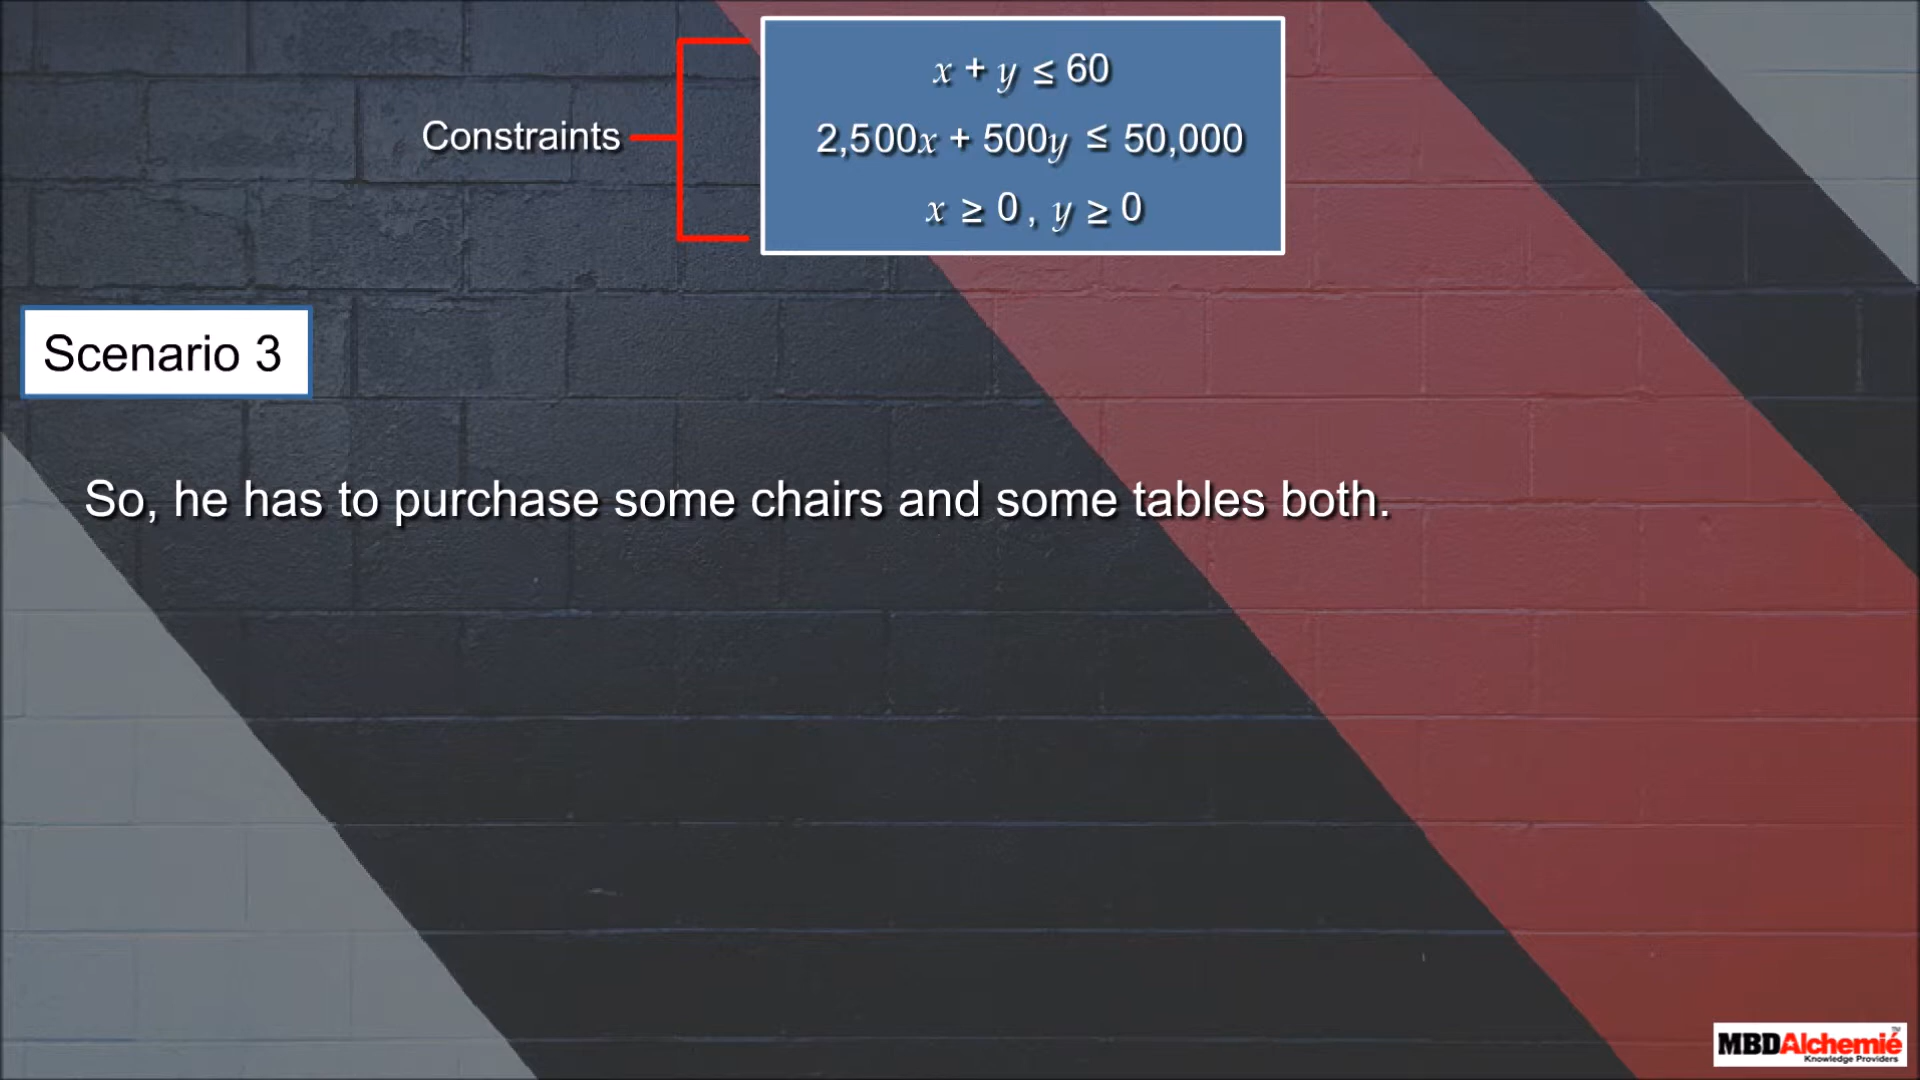 x + y ≤ 60
Constraints
2,500x + 500y ≤ 50,000
x ≥ 0 , y ≥ 0
Scenario 3
So, he has to purchase some chairs and some tables both.
MBDAlchemié™
Knowledge Providers